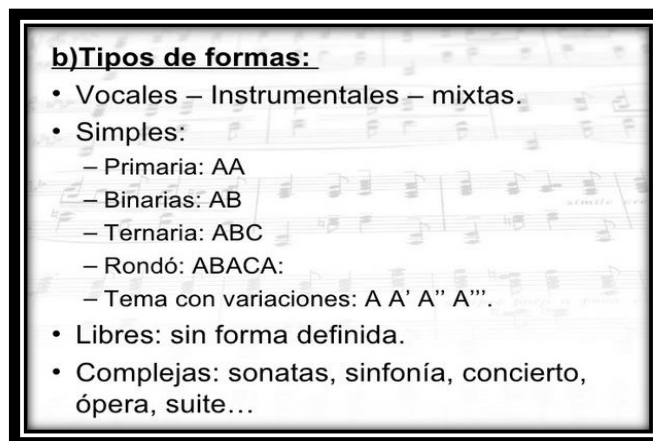 b)Tipos de formas:
• Vocales – Instrumentales – mixtas.
• Simples:
– Primaria: AA
– Binarias: AB
– Ternaria: ABC
– Rondó: ABACA:
– Tema con variaciones: A A' A'' A'''.
• Libres: sin forma definida.
• Complejas: sonatas, sinfonía, concierto,
ópera, suite…